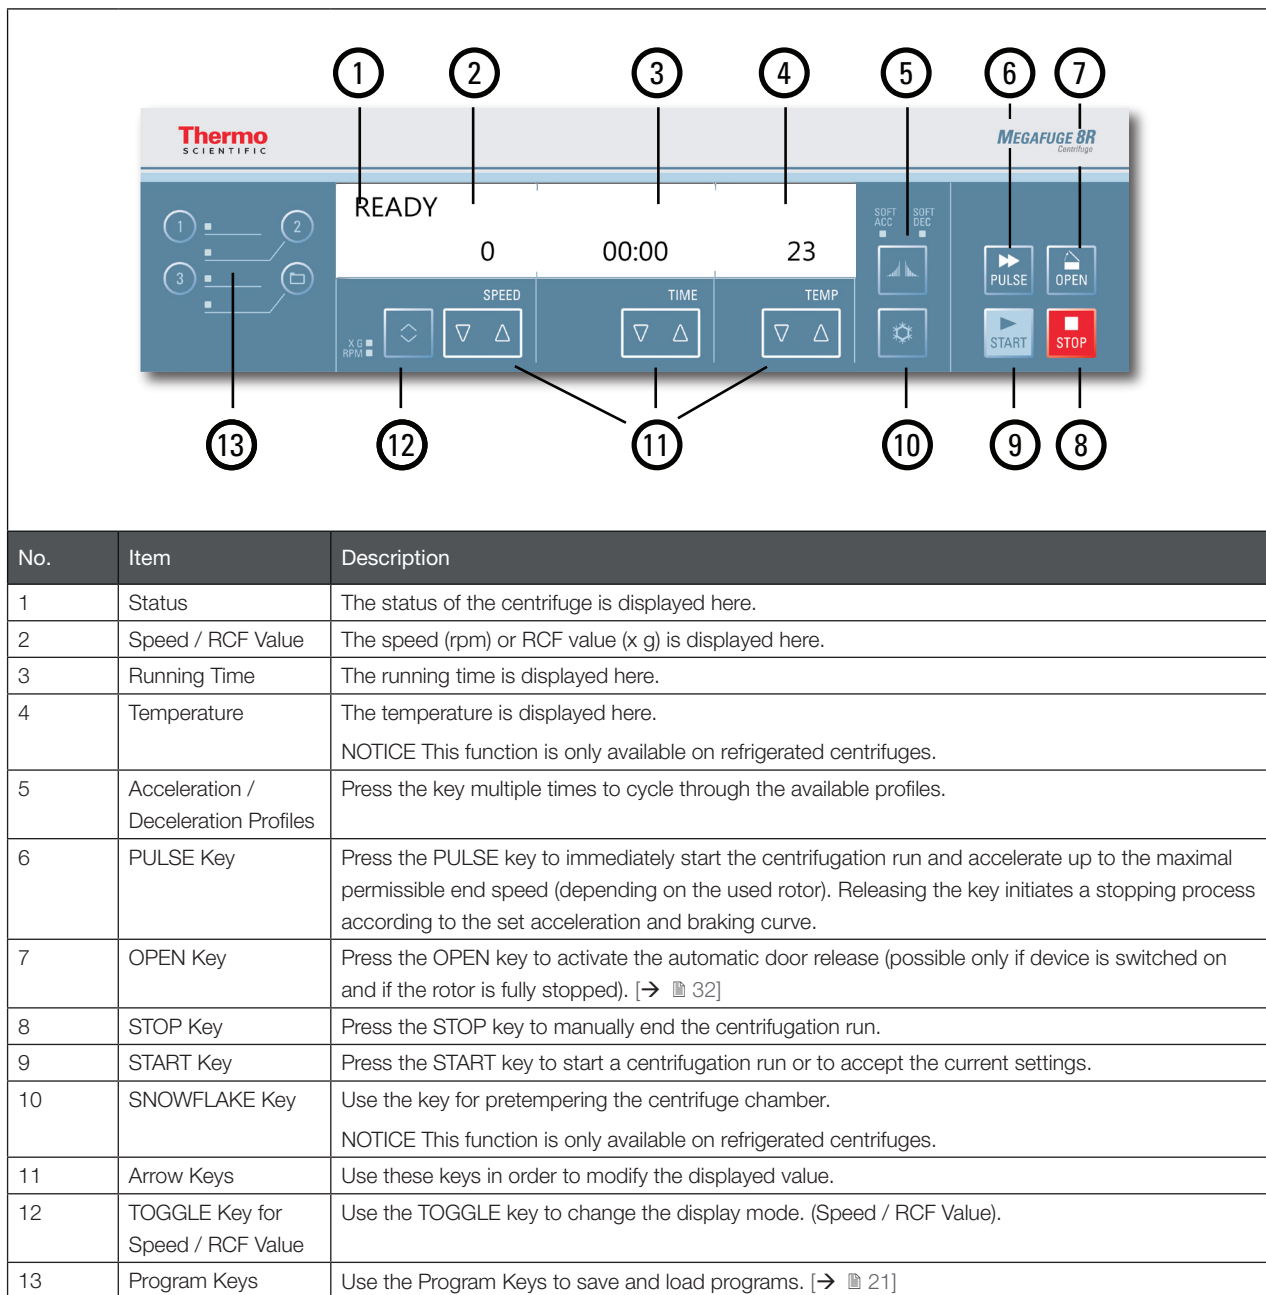 1 2 3 4 5 6 7
Thermo
SCIENTIFIC
MEGAFUGE 8R
Centrifuge
READY
0 00:00 23
1 2
3
SOFT ACC SOFT DEC
PULSE OPEN
SPEED TIME TEMP
X G
RPM
START STOP
13 12 11 10 9 8
No. Item Description
1 Status The status of the centrifuge is displayed here.
2 Speed / RCF Value The speed (rpm) or RCF value (x g) is displayed here.
3 Running Time The running time is displayed here.
4 Temperature The temperature is displayed here.
NOTICE This function is only available on refrigerated centrifuges.
5 Acceleration / Press the key multiple times to cycle through the available profiles.
Deceleration Profiles
6 PULSE Key Press the PULSE key to immediately start the centrifugation run and accelerate up to the maximal
permissible end speed (depending on the used rotor). Releasing the key initiates a stopping process
according to the set acceleration and braking curve.
7 OPEN Key Press the OPEN key to activate the automatic door release (possible only if device is switched on
and if the rotor is fully stopped). [→ 32]
8 STOP Key Press the STOP key to manually end the centrifugation run.
9 START Key Press the START key to start a centrifugation run or to accept the current settings.
10 SNOWFLAKE Key Use the key for pretempering the centrifuge chamber.
NOTICE This function is only available on refrigerated centrifuges.
11 Arrow Keys Use these keys in order to modify the displayed value.
12 TOGGLE Key for Use the TOGGLE key to change the display mode. (Speed / RCF Value).
Speed / RCF Value
13 Program Keys Use the Program Keys to save and load programs. [→ 21]